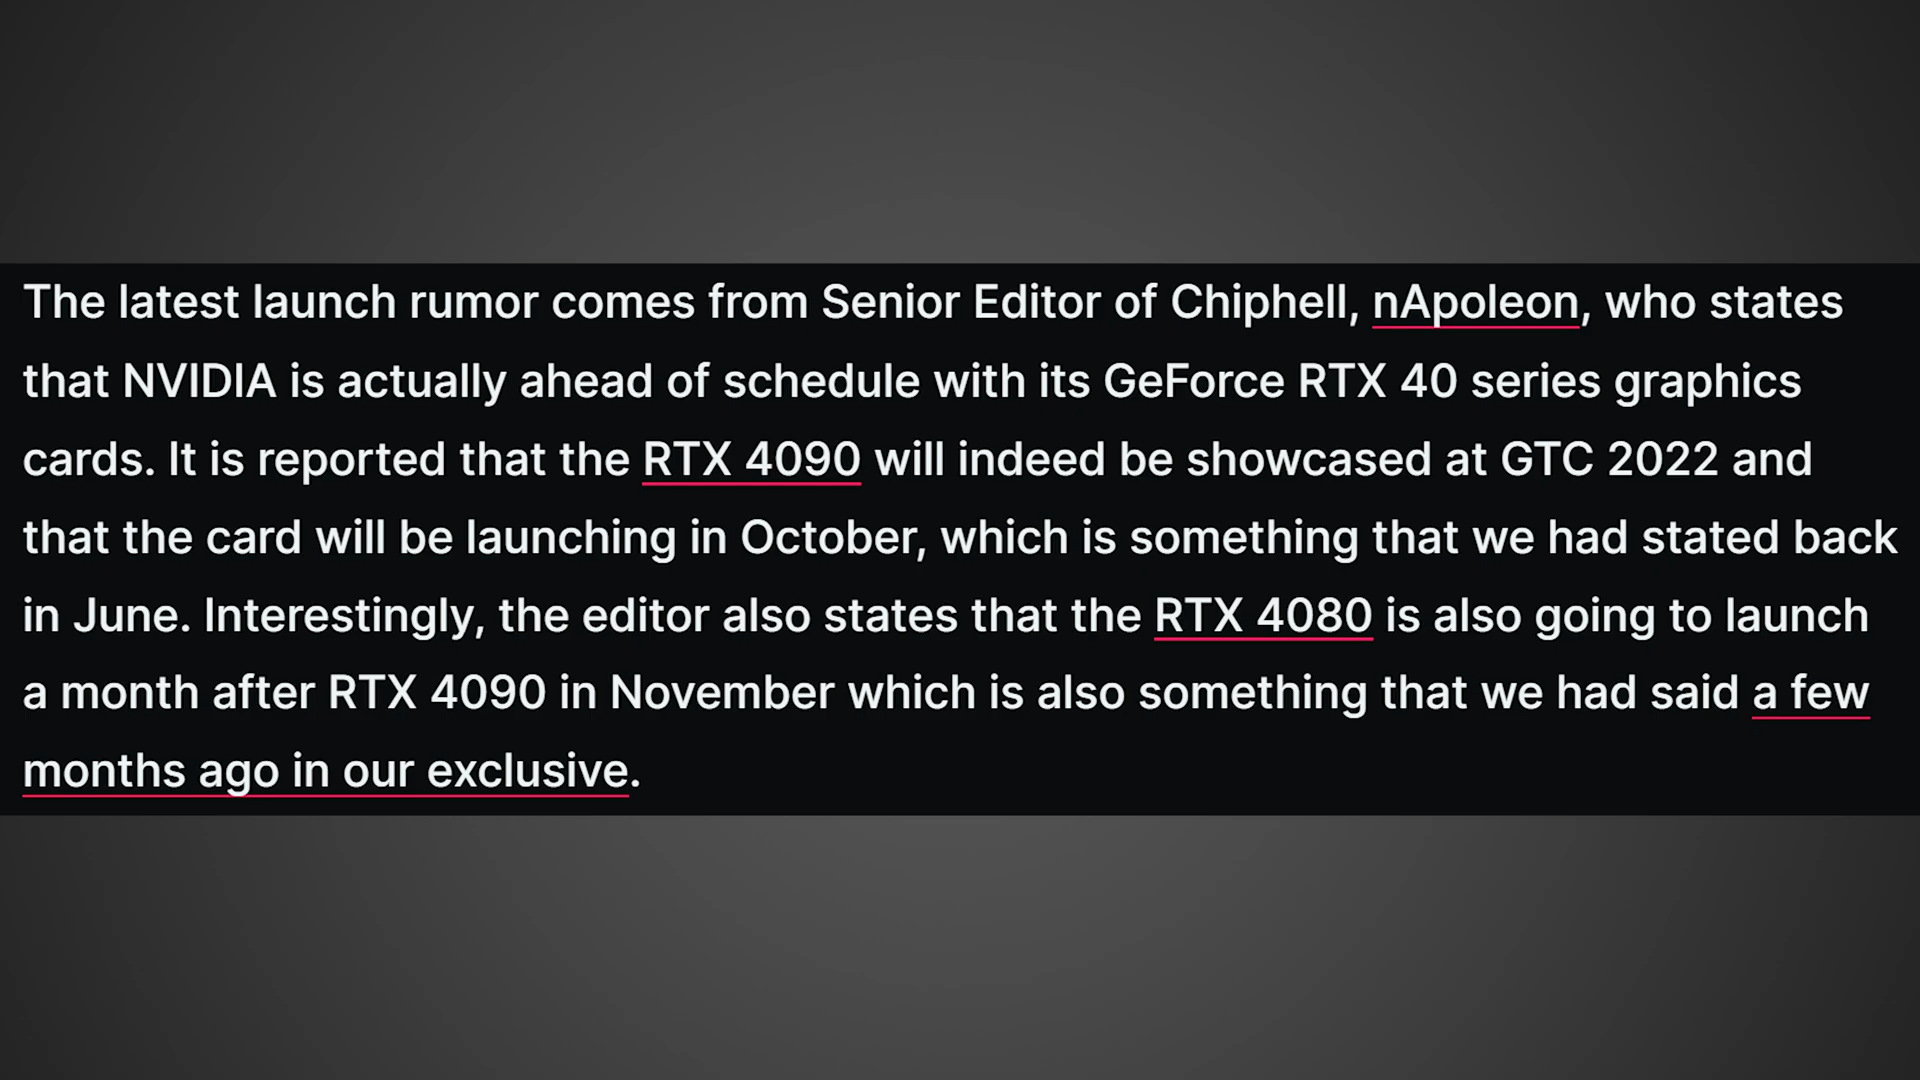 The latest launch rumor comes from Senior Editor of Chiphell, nApoleon, who states
that NVIDIA is actually ahead of schedule with its GeForce RTX 40 series graphics
cards. It is reported that the RTX 4090 will indeed be showcased at GTC 2022 and
that the card will be launching in October, which is something that we had stated back
in June. Interestingly, the editor also states that the RTX 4080 is also going to launch
a month after RTX 4090 in November which is also something that we had said a few
months ago in our exclusive.